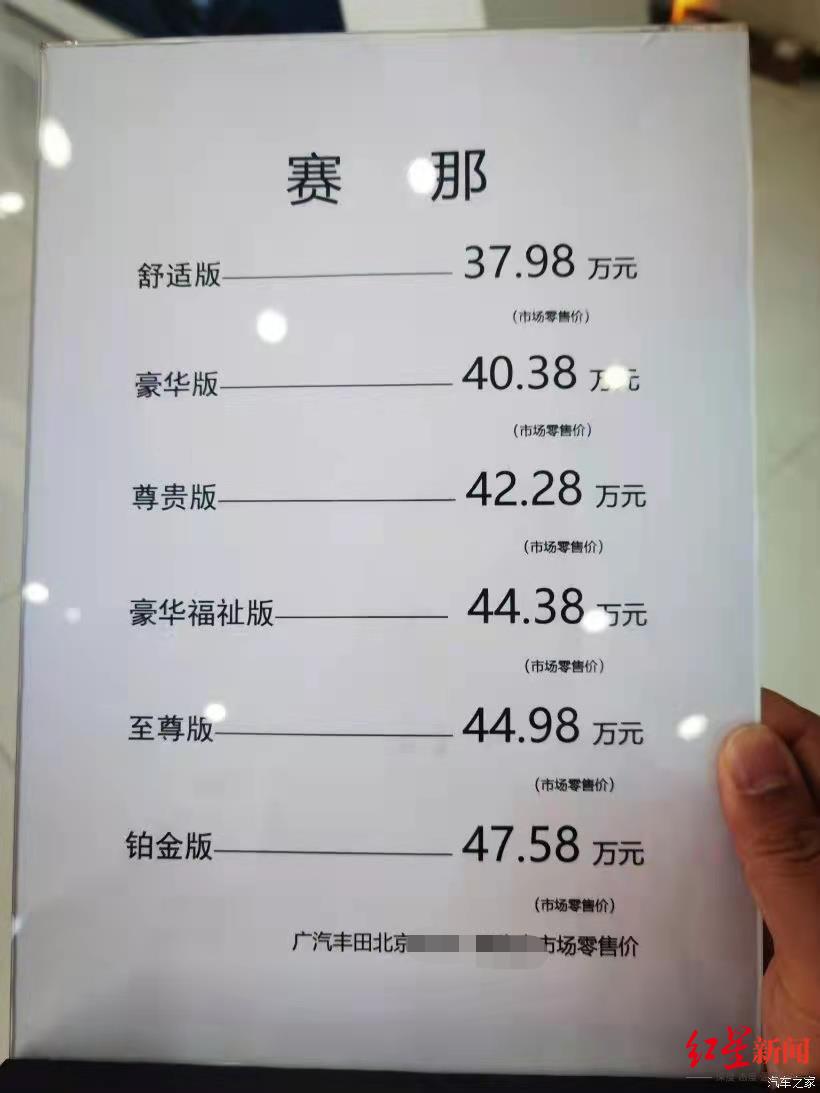 赛 那
舒适版 37.98 万元
(市场零售价)
豪华版 40.38 万元
(市场零售价)
尊贵版 42.28 万元
(市场零售价)
豪华福祉版 44.38 万元
(市场零售价)
至尊版 44.98 万元
(市场零售价)
铂金版 47.58 万元
(市场零售价)
广汽丰田北京 市场零售价
红星新闻
深度 态度
汽车之家